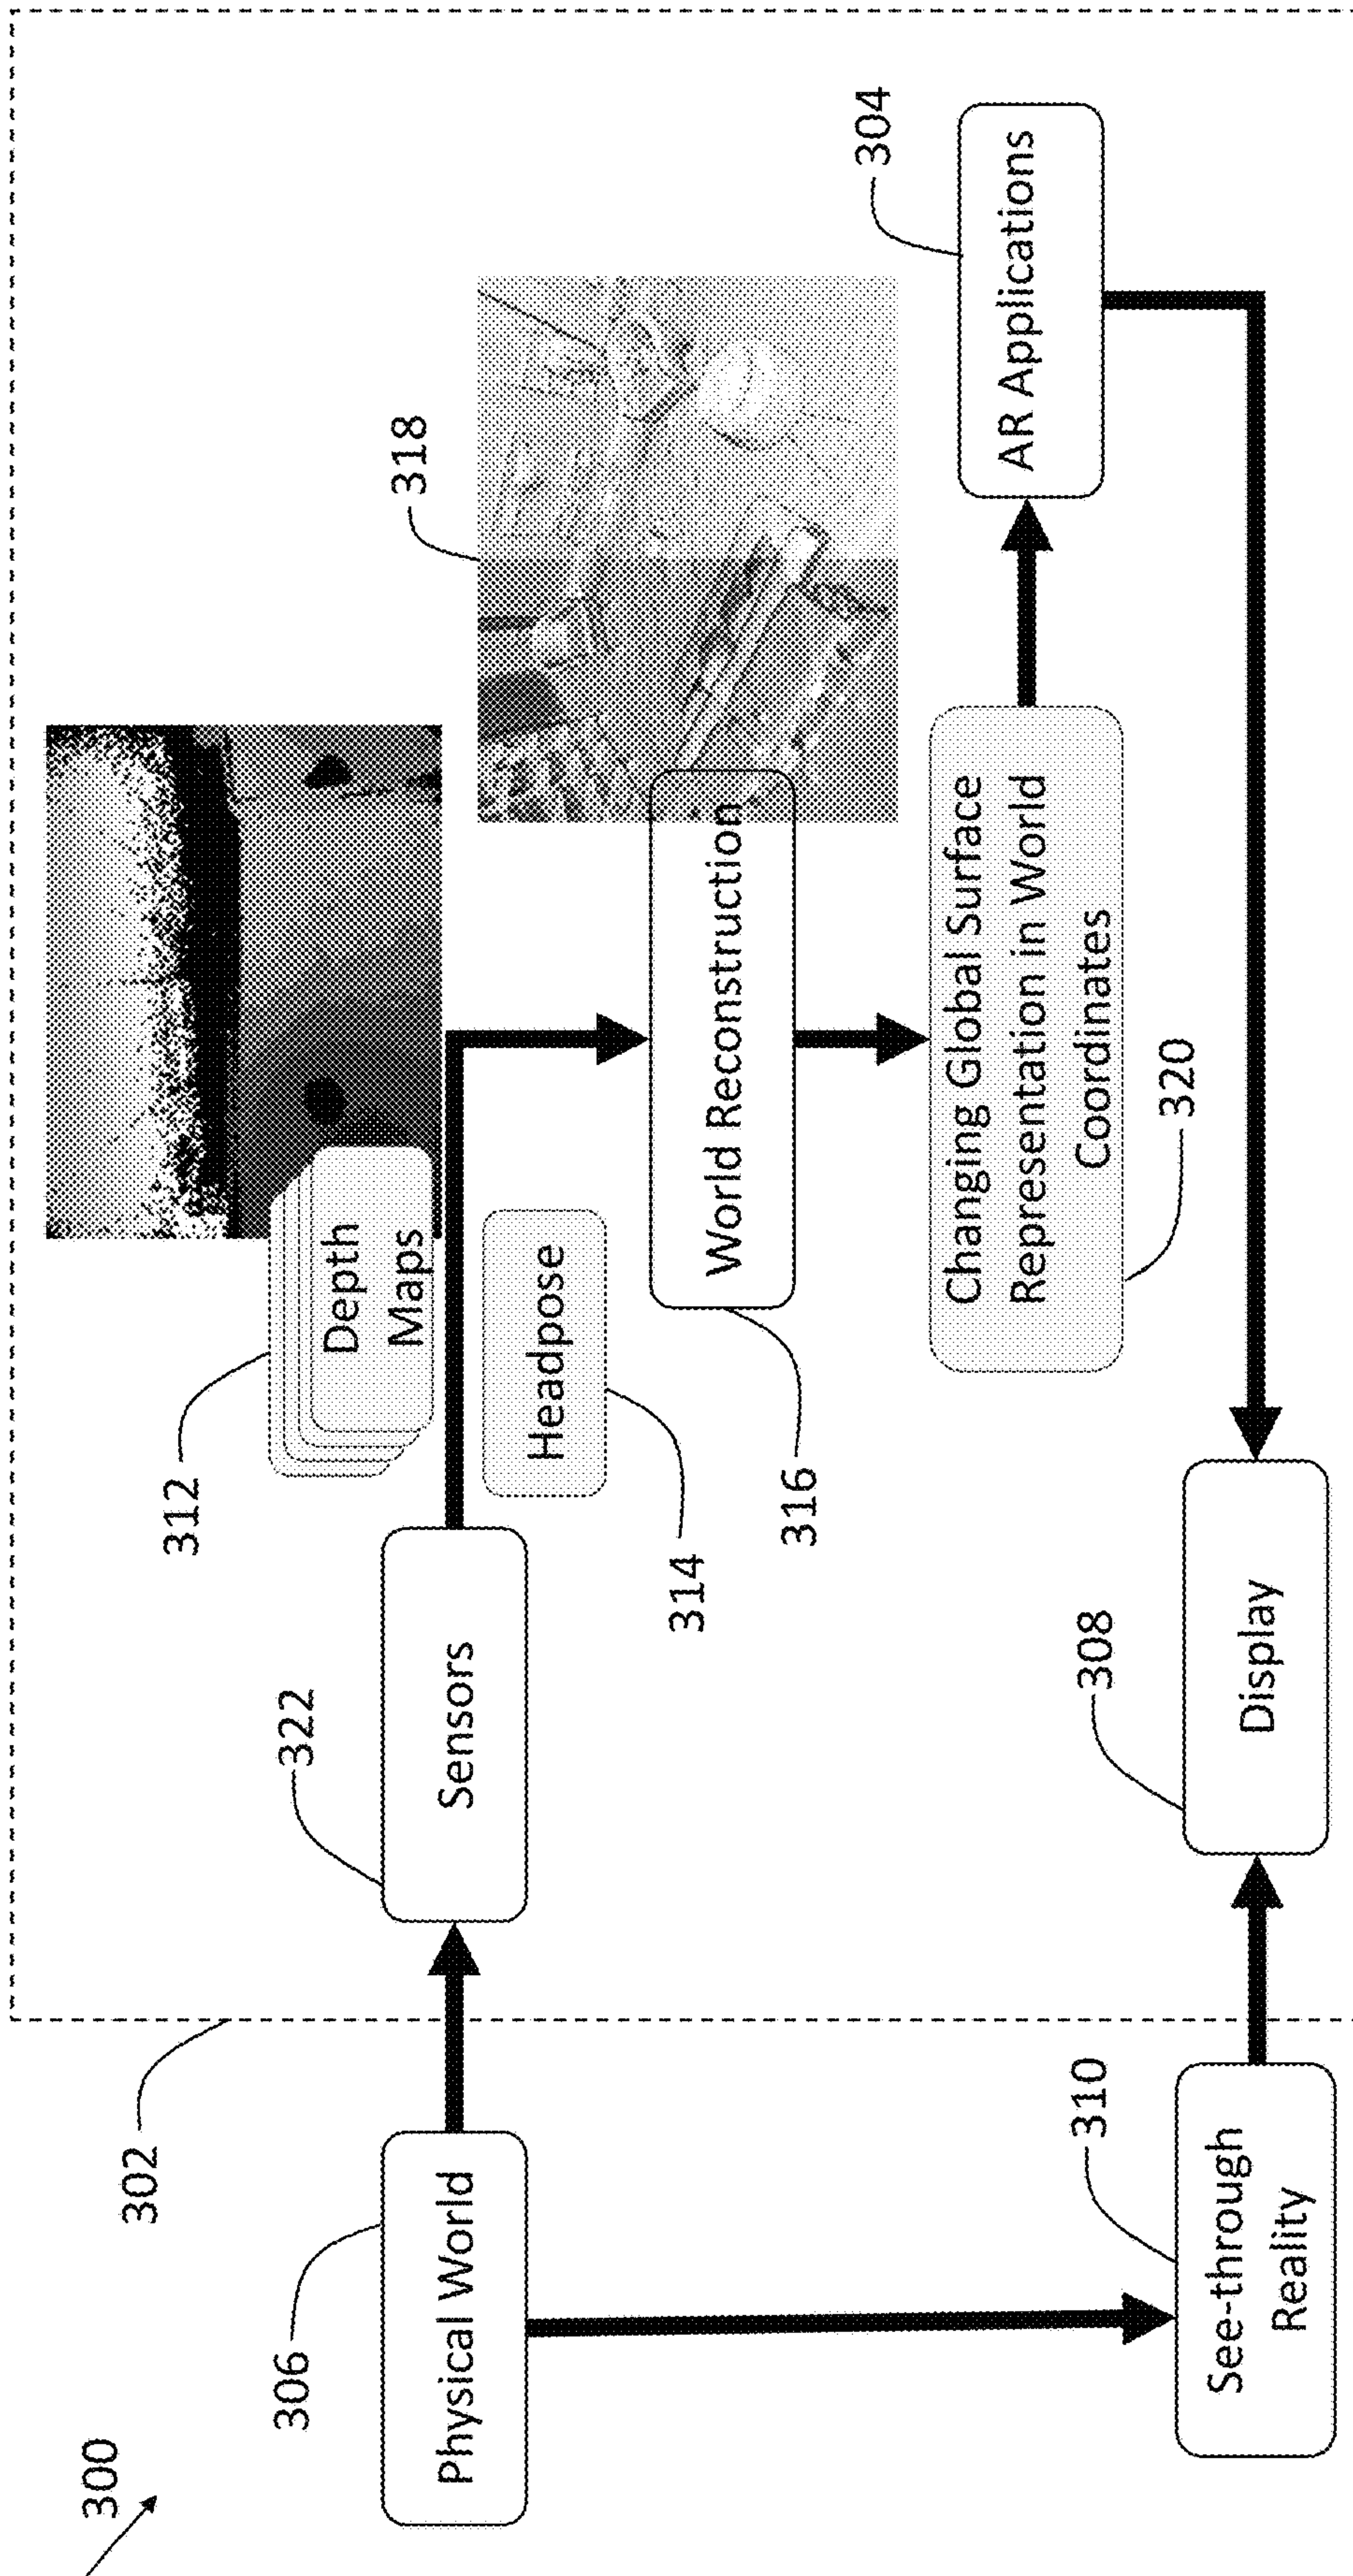 300
302
306
Physical World
322
Sensors
312
Depth
Maps
314
Headpose
318
316
World Reconstruction
320
Changing Global Surface
Representation in World
Coordinates
304
AR Applications
310
See-through
Reality
308
Display